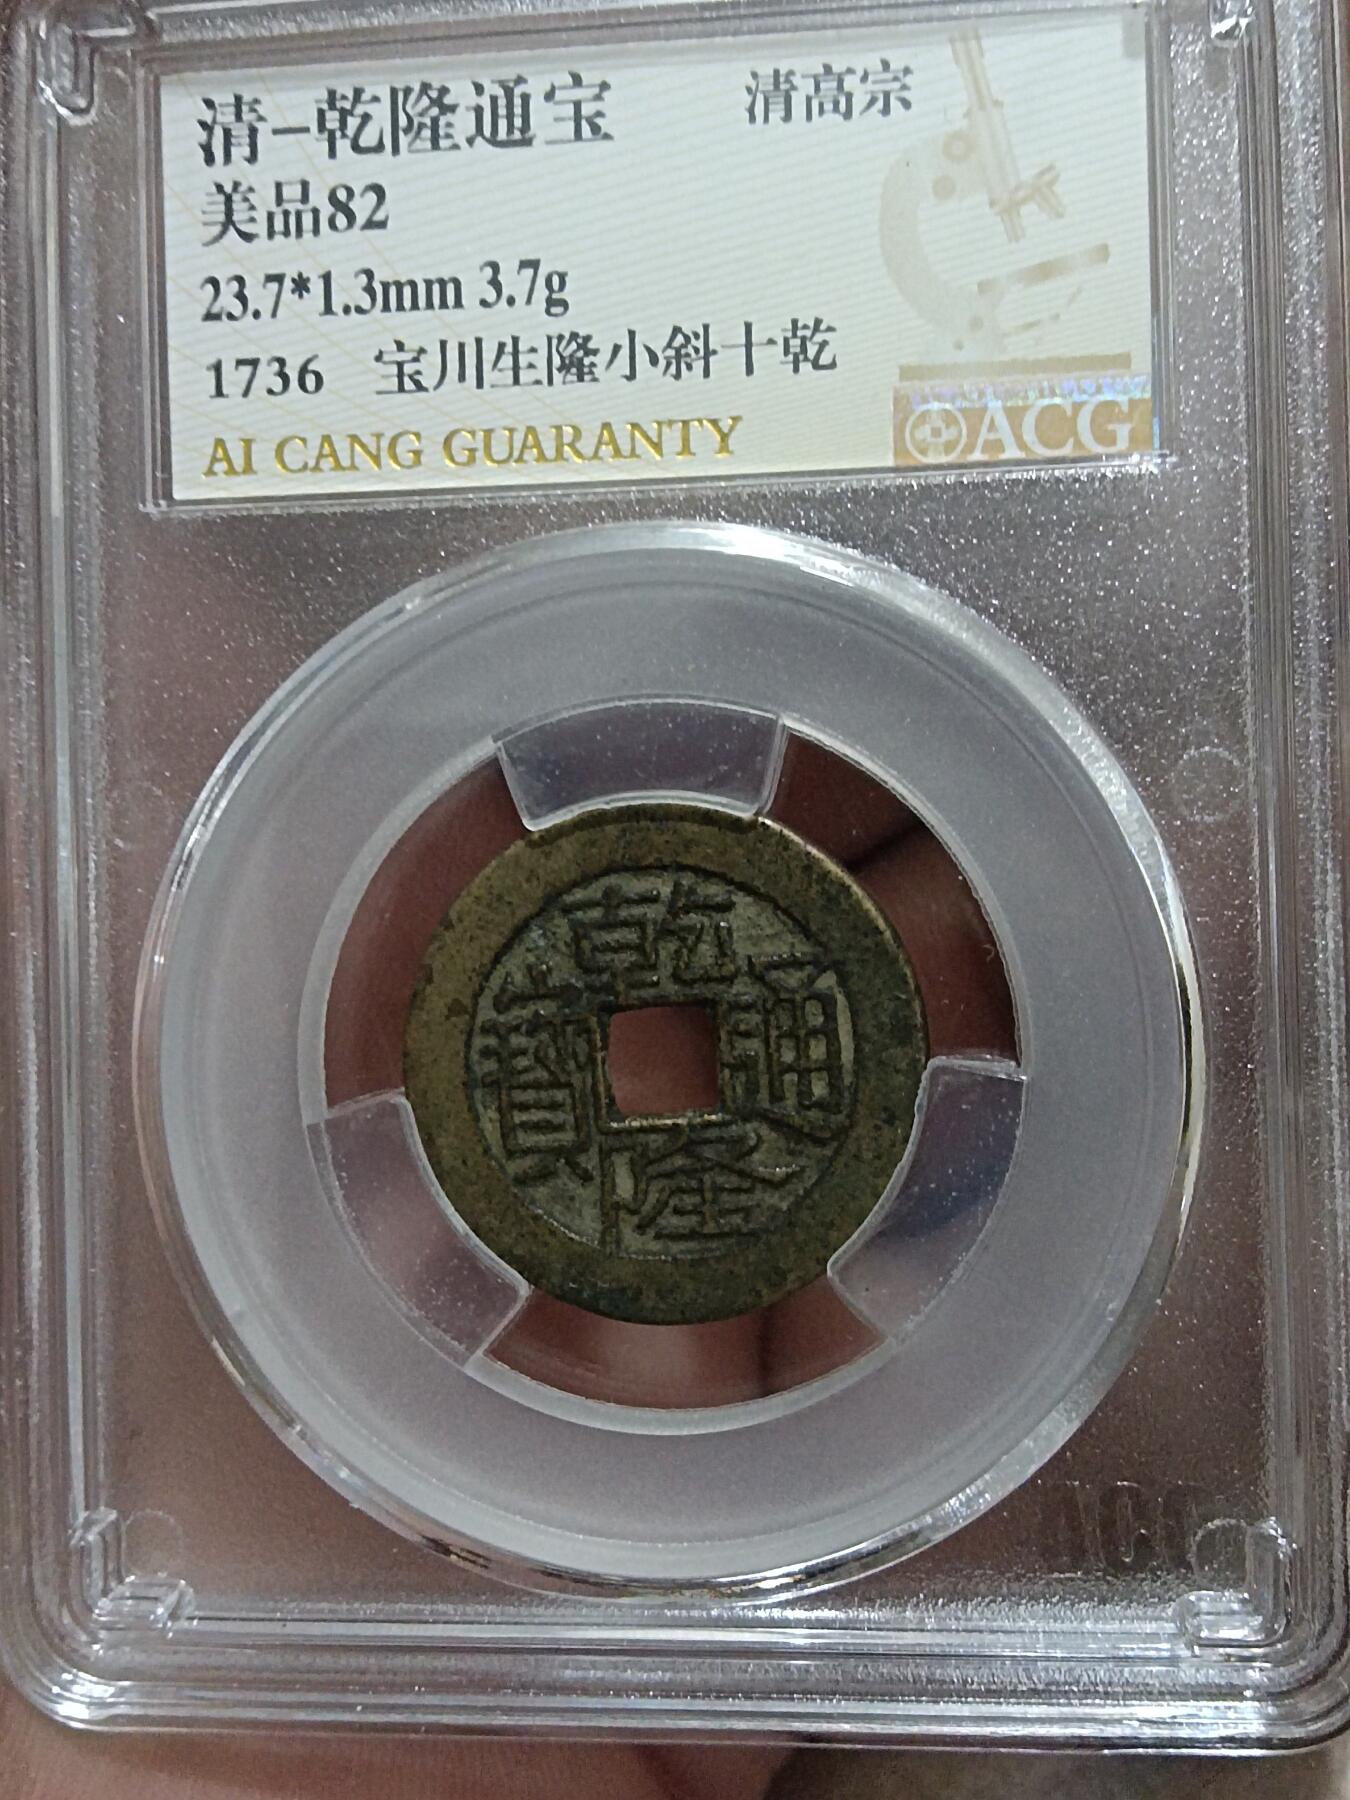 清-乾隆通宝 清高宗
美品82
23.7*1.3mm 3.7g
1736 宝川生隆小斜十乾
AI CANG GUARANTY
ACG
乾
寶 通
隆
ACG